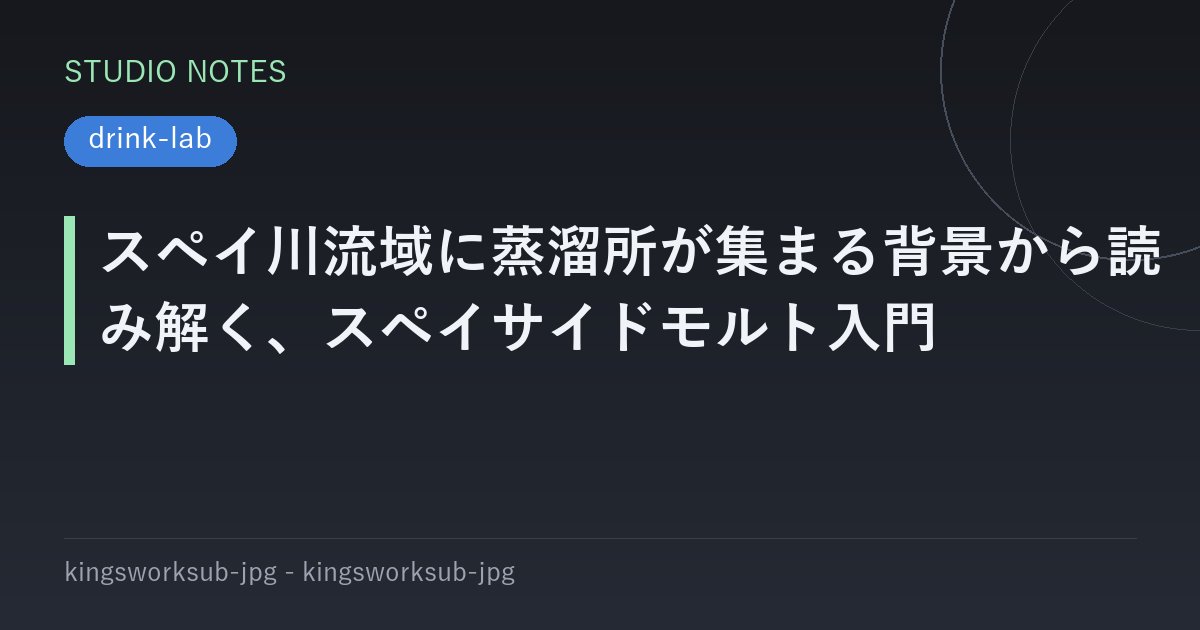 STUDIO NOTES
drink-lab
スペイ川流域に蒸溜所が集まる背景から読
み解く、スペイサイドモルト入門
kingsworksub-jpg - kingsworksub-jpg